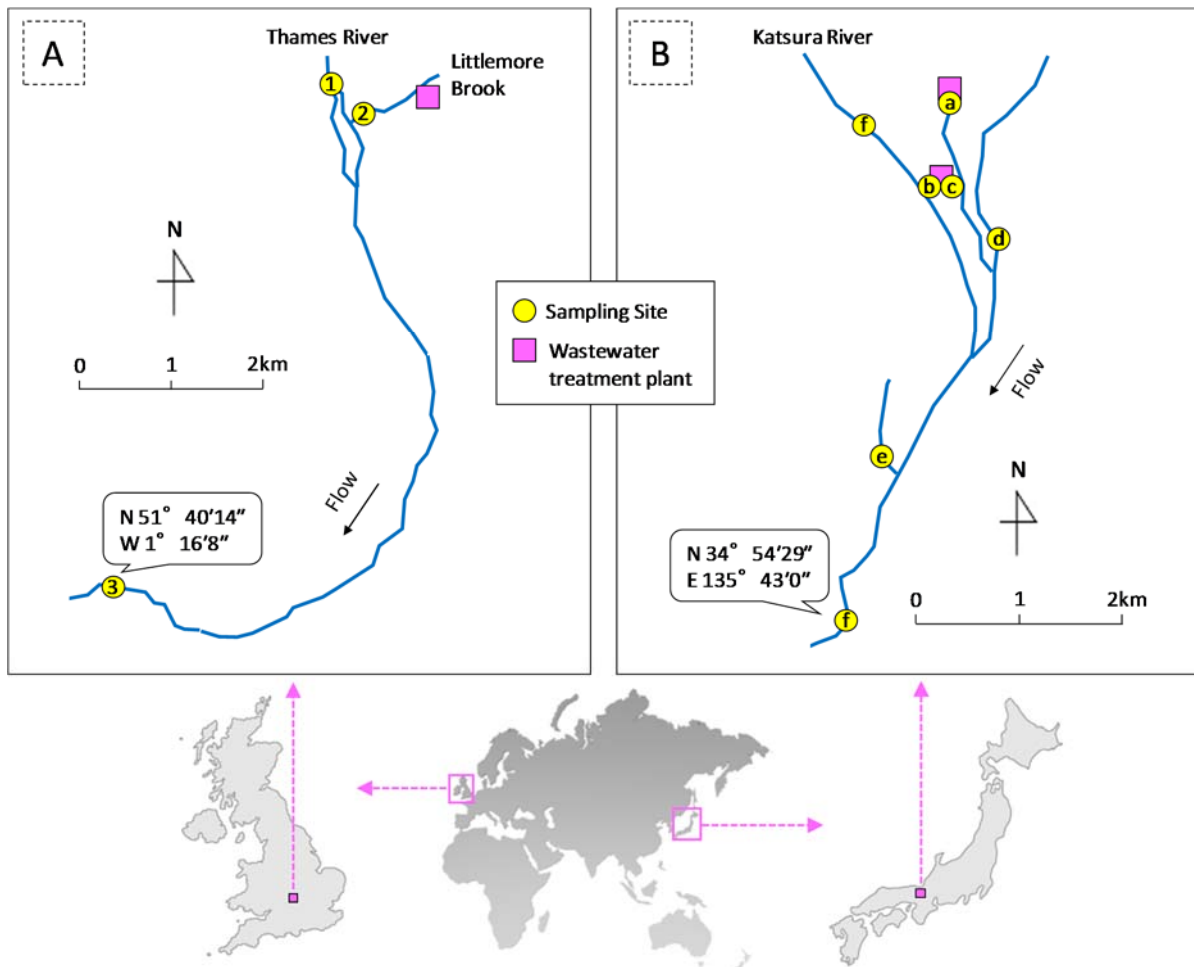 A
Thames River
Littlemore
Brook
1
2
N
0 1 2km
Flow
N 51° 40′14″
W 1° 16′8″
3
Sampling Site
Wastewater
treatment plant
B
Katsura River
a
f
b
c
d
Flow
e
N
N 34° 54′29″
E 135° 43′0″
0 1 2km
f